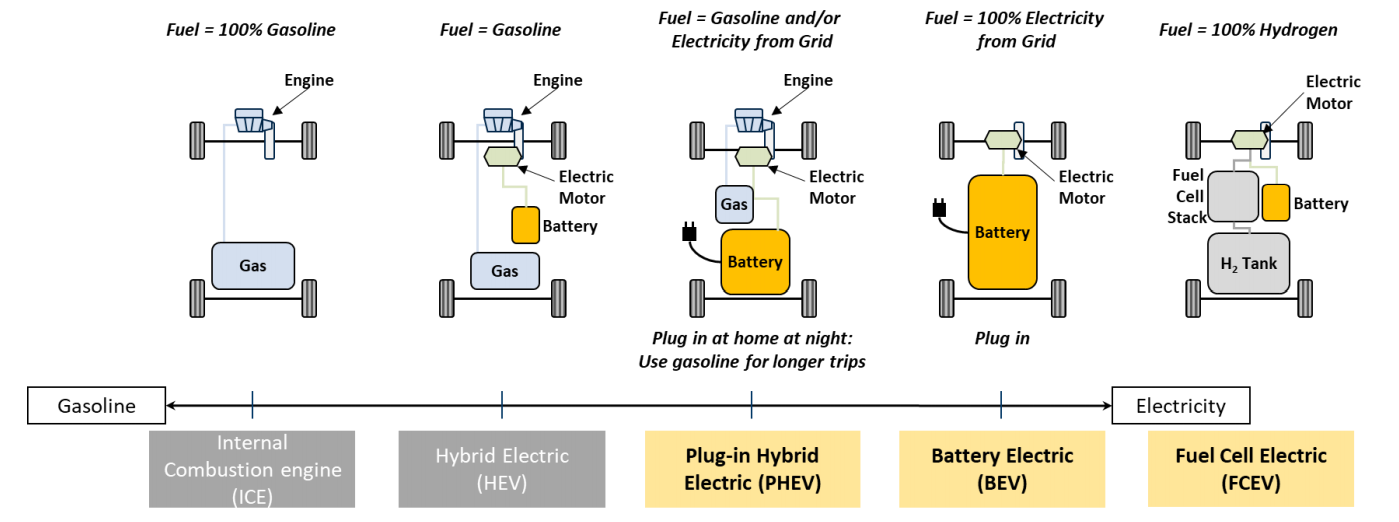 Fuel = 100% Gasoline
Fuel = Gasoline
Fuel = Gasoline and/or
Electricity from Grid
Fuel = 100% Electricity
from Grid
Fuel = 100% Hydrogen
Engine
Gas
Engine
Electric
Motor
Battery
Gas
Engine
Electric
Motor
Gas
Battery
Electric
Motor
Battery
Electric
Motor
Fuel
Cell
Stack
Battery
H₂ Tank
Plug in at home at night:
Use gasoline for longer trips
Plug in
Gasoline
Electricity
Internal
Combustion engine
(ICE)
Hybrid Electric
(HEV)
Plug-in Hybrid
Electric (PHEV)
Battery Electric
(BEV)
Fuel Cell Electric
(FCEV)